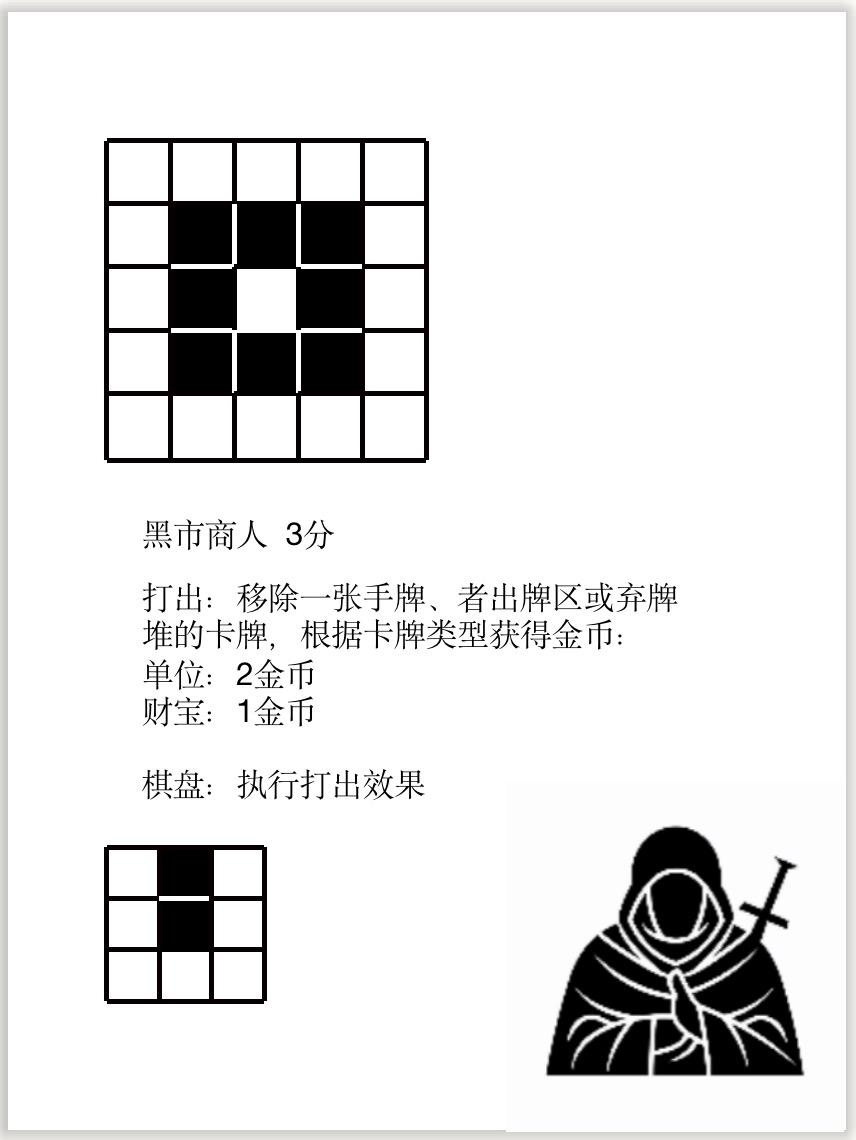 黑市商人 3分
打出：移除一张手牌、者出牌区或弃牌
堆的卡牌，根据卡牌类型获得金币：
单位：2金币
财宝：1金币
棋盘：执行打出效果